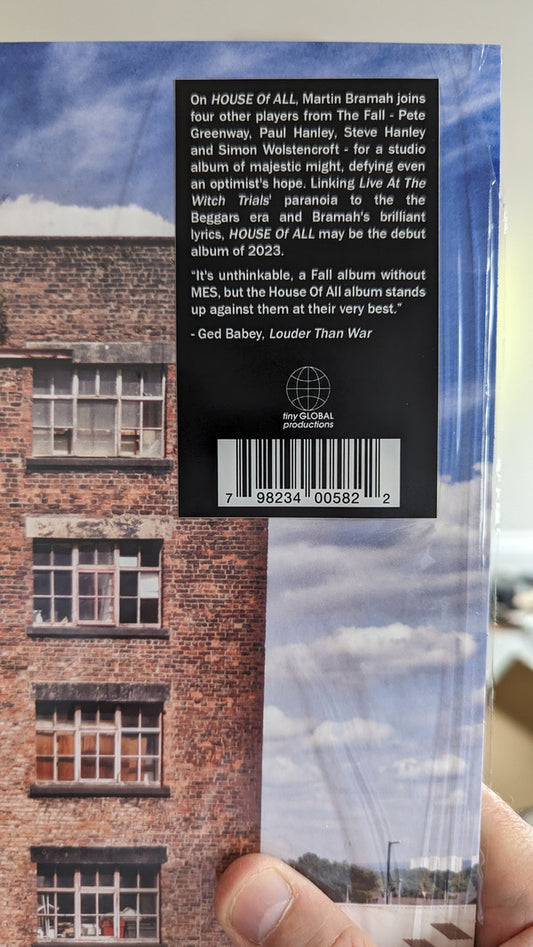 On HOUSE Of ALL, Martin Bramah joins
four other players from The Fall - Pete
Greenway, Paul Hanley, Steve Hanley
and Simon Wolstencroft - for a studio
album of majestic might, defying even
an optimist's hope. Linking Live At The
Witch Trials' paranoia to the the
Beggars era and Bramah's brilliant
lyrics, HOUSE Of ALL may be the debut
album of 2023.
"It's unthinkable, a Fall album without
MES, but the House Of All album stands
up against them at their very best."
- Ged Babey, Louder Than War
tiny GLOBAL
productions
7 98234 00582 2